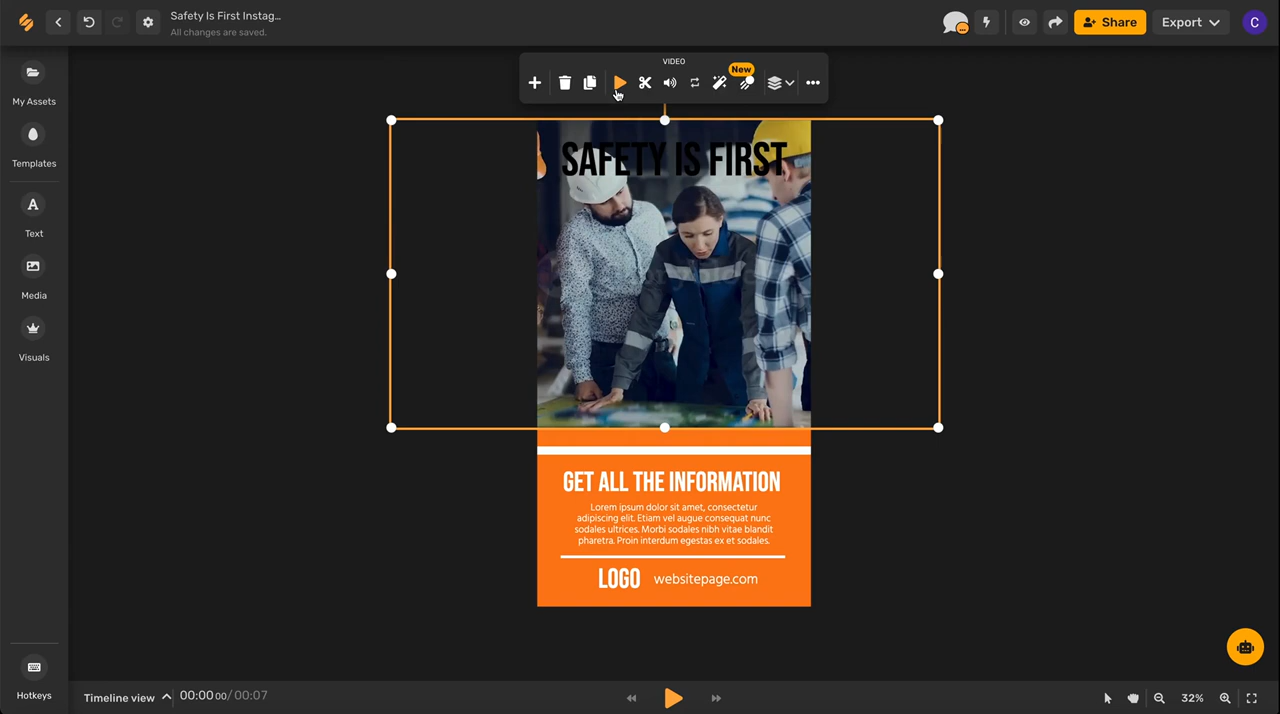 Safety Is First Instag...
All changes are saved.
Share
Export
C
VIDEO
New
My Assets
Templates
A
Text
Media
Visuals
SAFETY IS FIRST
GET ALL THE INFORMATION
Lorem ipsum dolor sit amet, consectetur
adipiscing elit. Etiam vel augue consequat nunc
sodales ultrices. Morbi sodales nibh vitae blandit
pharetra. Proin interdum egestas ex et sodales.
LOGO websitepage.com
Hotkeys
Timeline view
00:00:00/00:07
32%